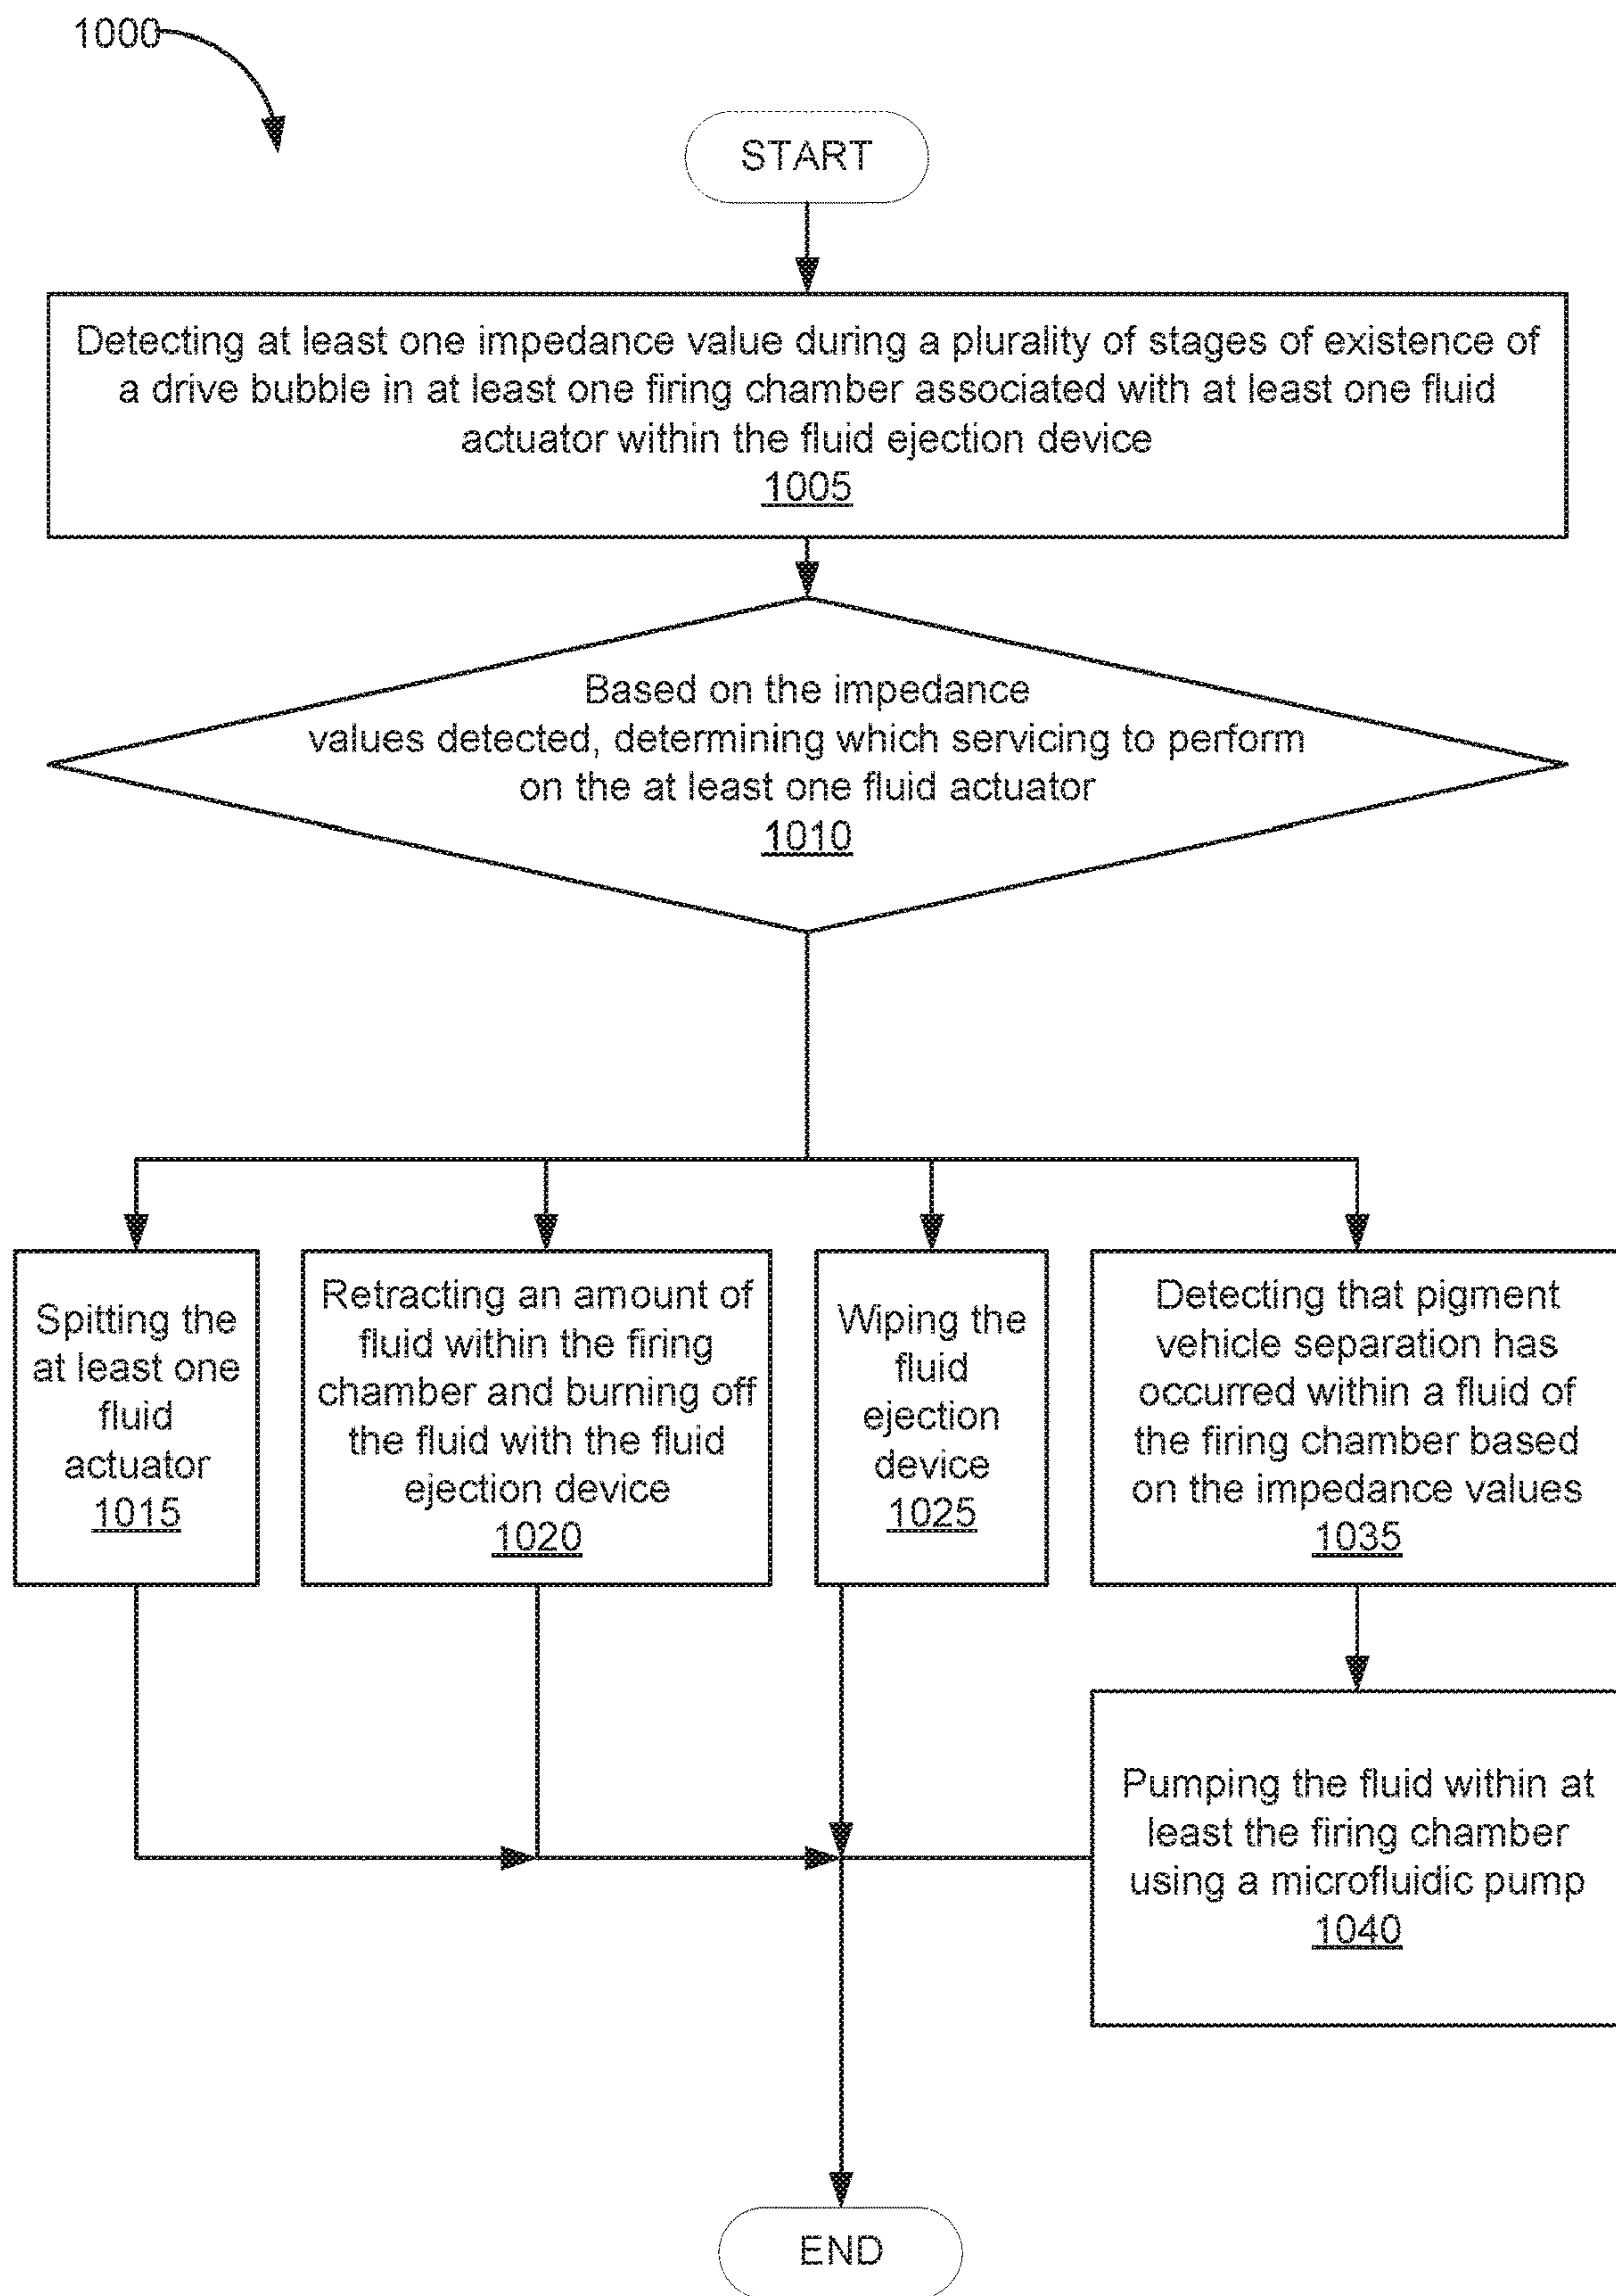 1000
START
Detecting at least one impedance value during a plurality of stages of existence of
a drive bubble in at least one firing chamber associated with at least one fluid
actuator within the fluid ejection device
1005
Based on the impedance
values detected, determining which servicing to perform
on the at least one fluid actuator
1010
Spitting the
at least one
fluid
actuator
1015
Retracting an amount of
fluid within the firing
chamber and burning off
the fluid with the fluid
ejection device
1020
Wiping the
fluid
ejection
device
1025
Detecting that pigment
vehicle separation has
occurred within a fluid of
the firing chamber based
on the impedance values
1035
Pumping the fluid within at
least the firing chamber
using a microfluidic pump
1040
END